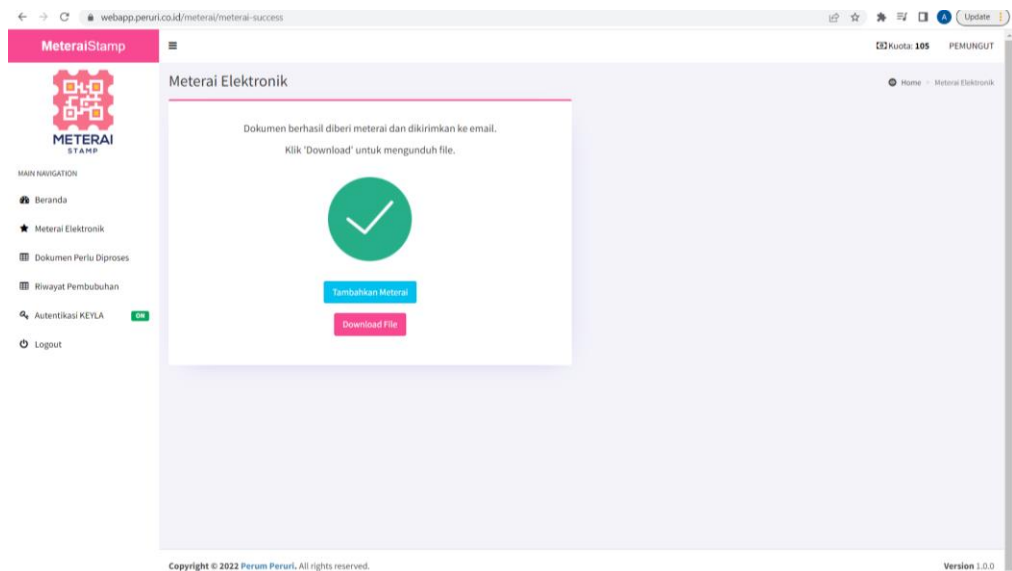 webapp.peruri.co.id/meterai/meterai-success
A
Update
MeteraiStamp
Kuota: 105
PEMUNGUT
METERAI
STAMP
Meterai Elektronik
Home
Meterai Elektronik
Dokumen berhasil diberi meterai dan dikirimkan ke email.
Klik 'Download' untuk mengunduh file.
MAIN NAVIGATION
Beranda
Meterai Elektronik
Dokumen Perlu Diproses
Riwayat Pembubuhan
Autentikasi KEYLA
ON
Logout
Tambahkan Meterai
Download File
Copyright © 2022 Perum Peruri. All rights reserved.
Version 1.0.0